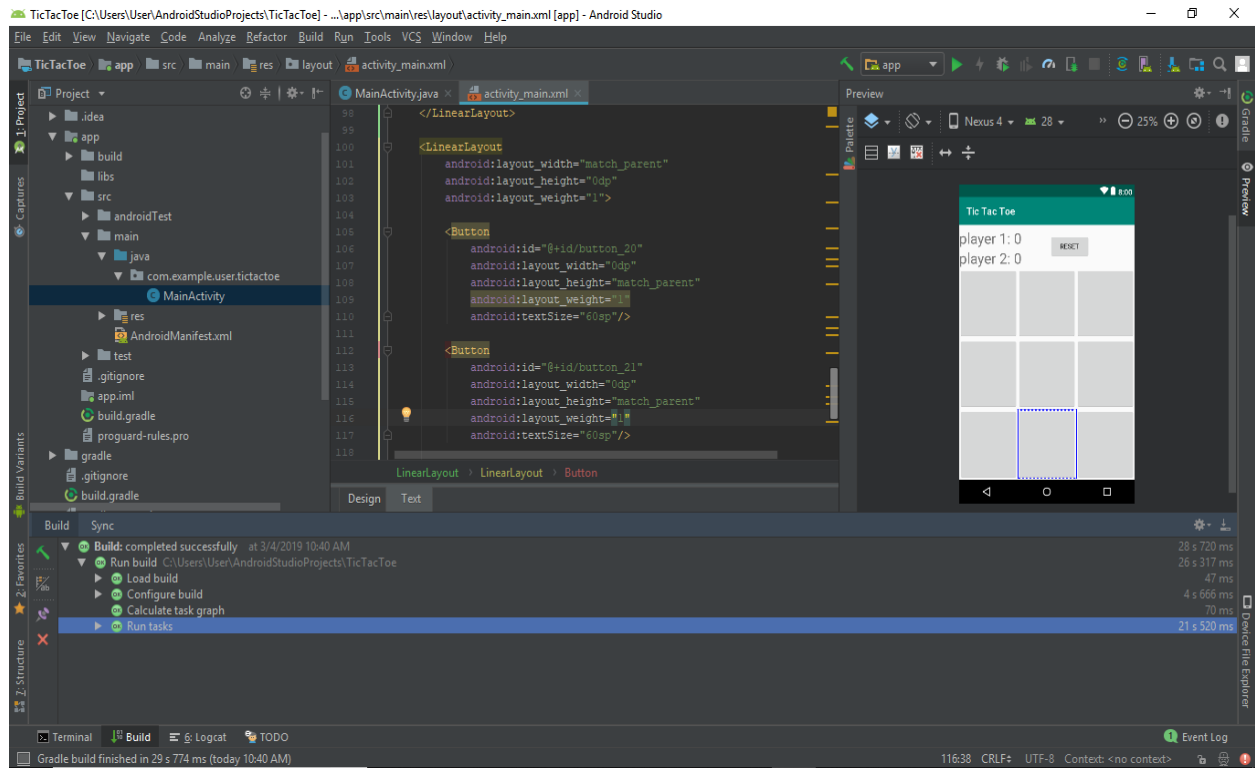 TicTacToe [C:\Users\User\AndroidStudioProjects\TicTacToe] - ...\app\src\main\res\layout\activity_main.xml [app] - Android Studio
File Edit View Navigate Code Analyze Refactor Build Run Tools VCS Window Help
TicTacToe app src main res layout activity_main.xml
app
1: Project
Captures
Build Variants
2: Favorites
7: Structure
Project
.idea
app
build
libs
src
androidTest
main
java
com.example.user.tictactoe
MainActivity
res
AndroidManifest.xml
test
.gitignore
app.iml
build.gradle
proguard-rules.pro
gradle
.gitignore
build.gradle
MainActivity.java activity_main.xml
98 </LinearLayout>
99
100 <LinearLayout
101 android:layout_width="match_parent"
102 android:layout_height="0dp"
103 android:layout_weight="1">
104
105 <Button
106 android:id="@+id/button_20"
107 android:layout_width="0dp"
108 android:layout_height="match_parent"
109 android:layout_weight="1"
110 android:textSize="60sp"/>
111
112 <Button
113 android:id="@+id/button_21"
114 android:layout_width="0dp"
115 android:layout_height="match_parent"
116 android:layout_weight="1"
117 android:textSize="60sp"/>
118
LinearLayout LinearLayout Button
Design Text
Preview
Palette
Nexus 4 28 » 25%
8:00
Tic Tac Toe
player 1: 0
RESET
player 2: 0
Gradle
Preview
Device File Explorer
Build Sync
Build: completed successfully at 3/4/2019 10:40 AM 28 s 720 ms
Run build C:\Users\User\AndroidStudioProjects\TicTacToe 26 s 317 ms
Load build 47 ms
Configure build 4 s 666 ms
Calculate task graph 70 ms
Run tasks 21 s 520 ms
Terminal Build 6: Logcat TODO 1 Event Log
Gradle build finished in 29 s 774 ms (today 10:40 AM) 116:38 CRLF UTF-8 Context: <no context>